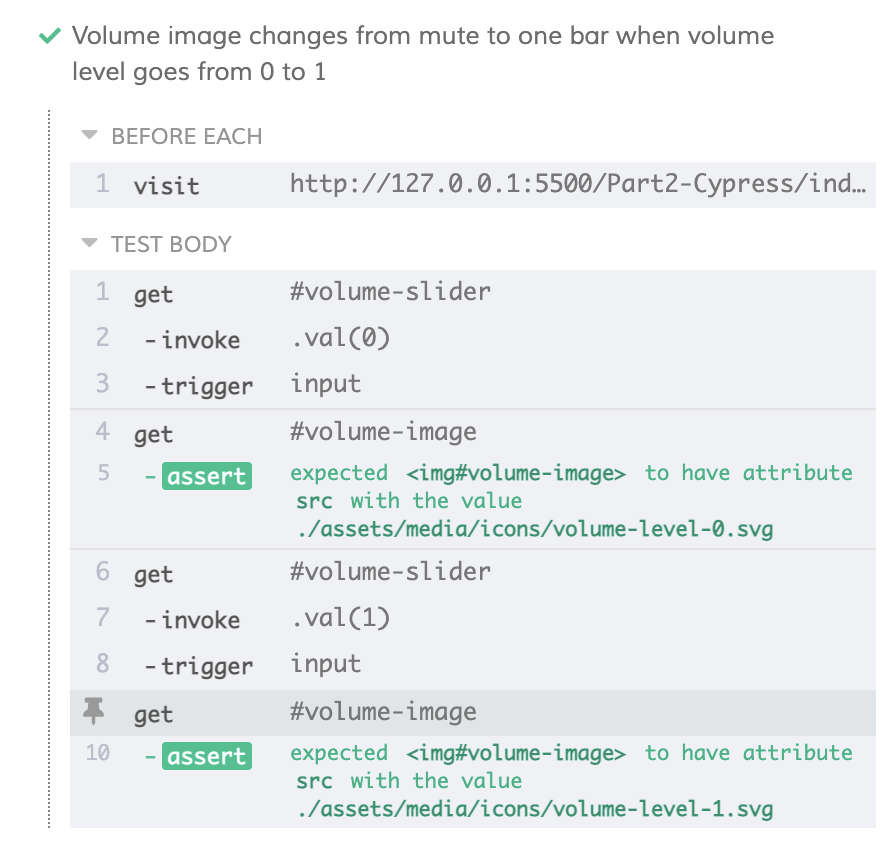 Volume image changes from mute to one bar when volume
level goes from 0 to 1
BEFORE EACH
1 visit http://127.0.0.1:5500/Part2-Cypress/ind…
TEST BODY
1 get #volume-slider
2 -invoke .val(0)
3 -trigger input
4 get #volume-image
5 -assert expected <img#volume-image> to have attribute
src with the value
./assets/media/icons/volume-level-0.svg
6 get #volume-slider
7 -invoke .val(1)
8 -trigger input
get #volume-image
10 -assert expected <img#volume-image> to have attribute
src with the value
./assets/media/icons/volume-level-1.svg